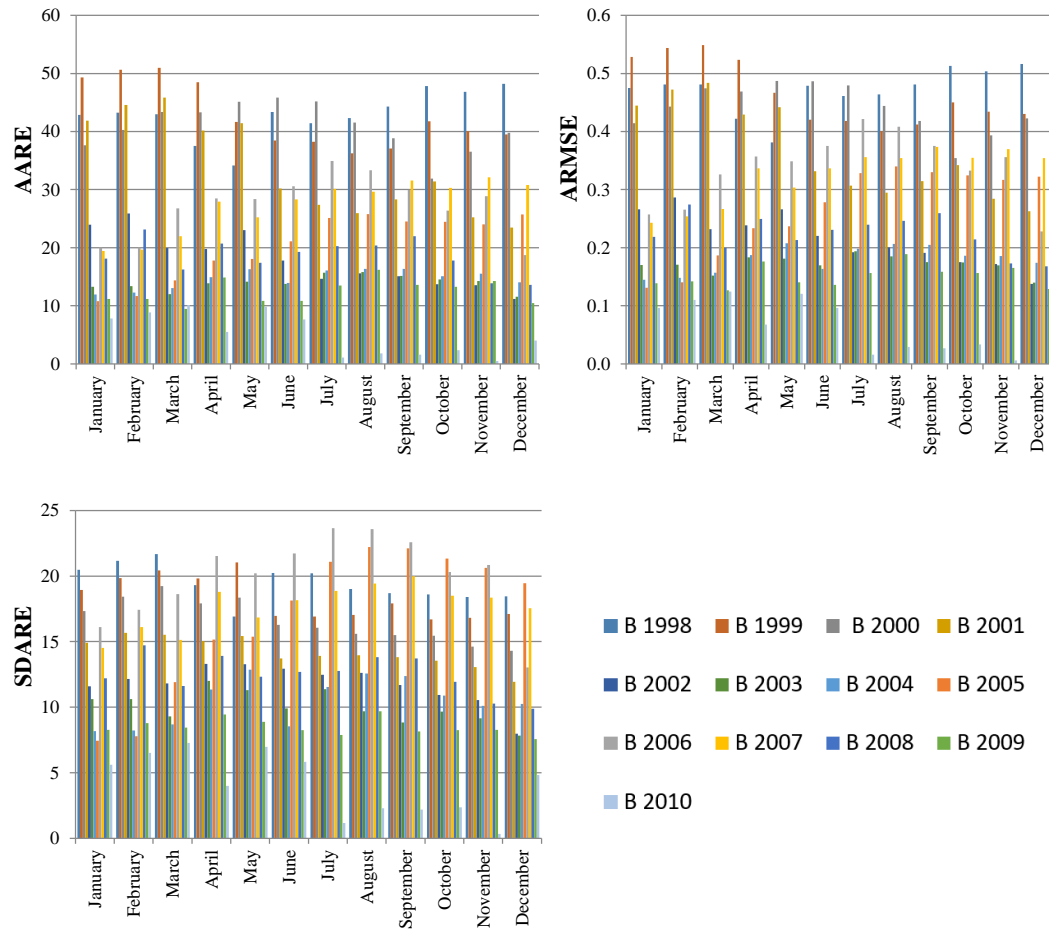 60
50
40
30
20
10
0
AARE
January
February
March
April
May
June
July
August
September
October
November
December
0.6
0.5
0.4
0.3
0.2
0.1
0.0
ARMSE
January
February
March
April
May
June
July
August
September
October
November
December
25
20
15
10
5
0
SDARE
January
February
March
April
May
June
July
August
September
October
November
December
B 1998 B 1999 B 2000 B 2001
B 2002 B 2003 B 2004 B 2005
B 2006 B 2007 B 2008 B 2009
B 2010